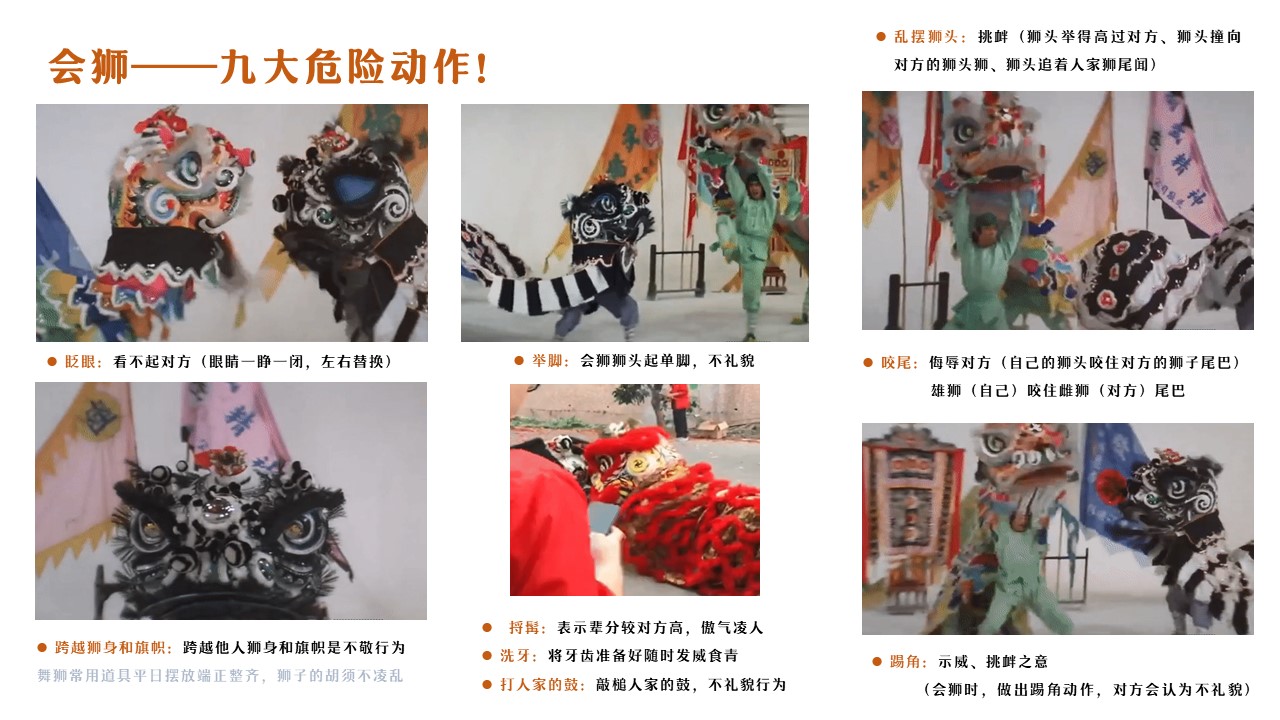 会狮——九大危险动作！
眨眼：看不起对方（眼睛一睁一闭，左右替换）
举脚：会狮狮头起单脚，不礼貌
乱摆狮头：挑衅（狮头举得高过对方、狮头撞向
对方的狮头狮、狮头追着人家狮尾闻）
咬尾：侮辱对方（自己的狮头咬住对方的狮子尾巴）
雄狮（自己）咬住雌狮（对方）尾巴
跨越狮身和旗帜：跨越他人狮身和旗帜是不敬行为
舞狮常用道具平日摆放端正整齐，狮子的胡须不凌乱
捋髯：表示辈分较对方高，傲气凌人
洗牙：将牙齿准备好随时发威食青
打人家的鼓：敲槌人家的鼓，不礼貌行为
踢角：示威、挑衅之意
（会狮时，做出踢角动作，对方会认为不礼貌）